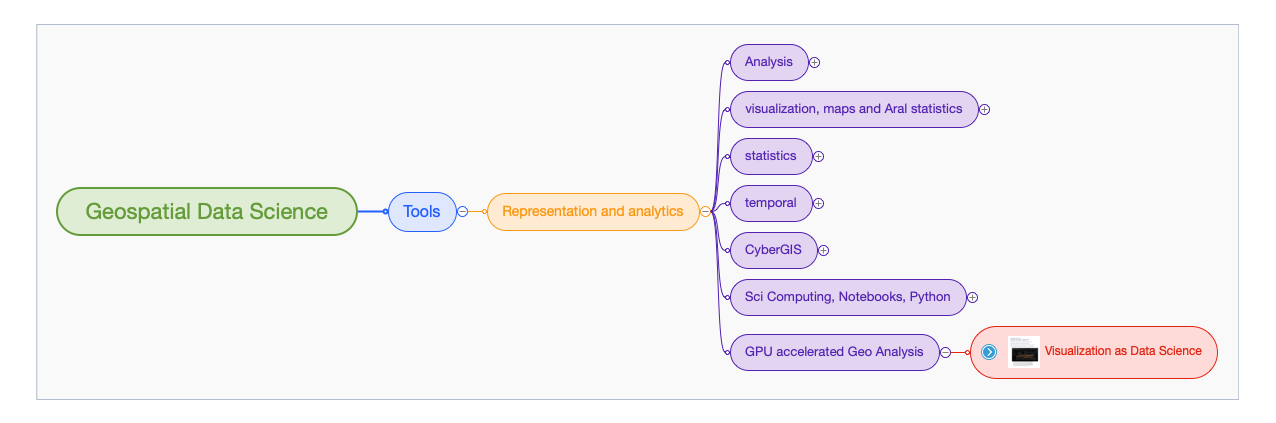 Geospatial Data Science
Tools
Representation and analytics
Analysis
visualization, maps and Aral statistics
statistics
temporal
CyberGIS
Sci Computing, Notebooks, Python
GPU accelerated Geo Analysis
Visualization as Data Science